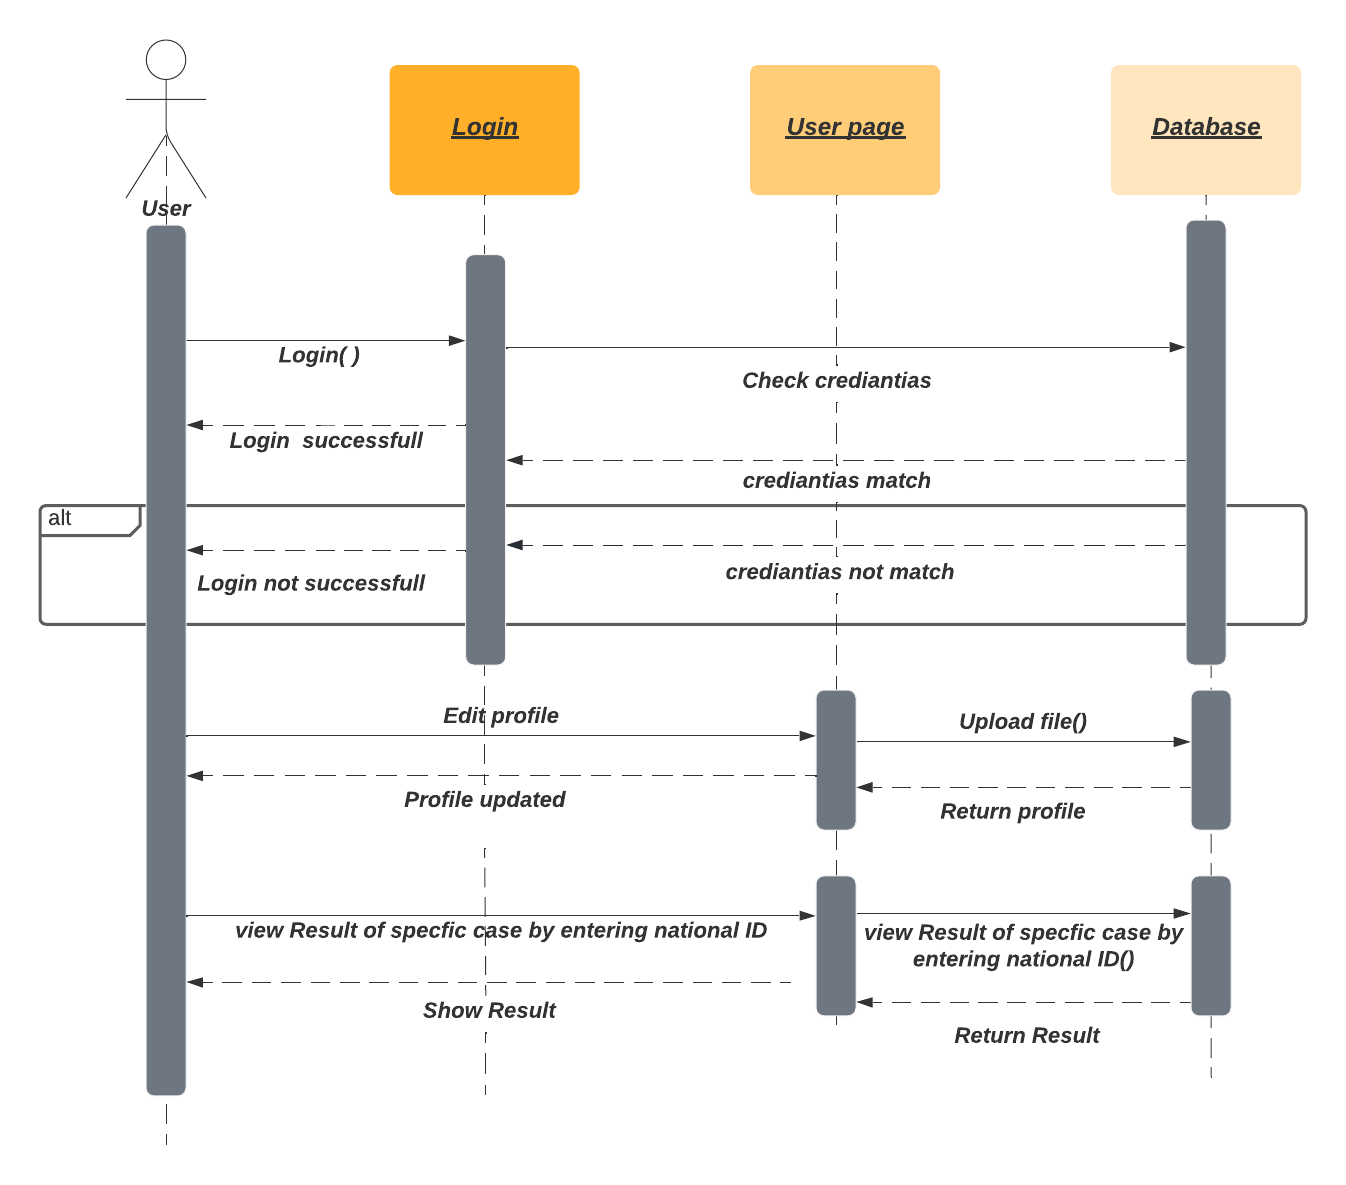 Login
User page
Database
User
Login( )
Check crediantias
Login  successfull
crediantias match
alt
Login not successfull
crediantias not match
Edit profile
Upload file()
Profile updated
Return profile
view Result of specfic case by entering national ID
view Result of specfic case by
entering national ID()
Show Result
Return Result